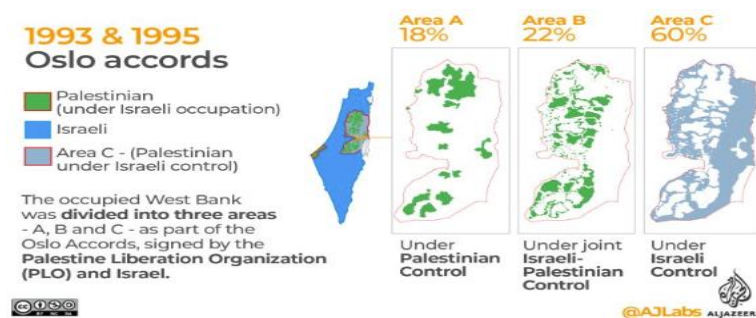 1993 & 1995
Oslo accords
Palestinian
(under Israeli occupation)
Israeli
Area C - (Palestinian
under Israeli control)
The occupied West Bank
was divided into three areas
- A, B and C - as part of the
Oslo Accords, signed by the
Palestine Liberation Organization
(PLO) and Israel.
Area A
18%
Under
Palestinian
Control
Area B
22%
Under joint
Israeli-
Palestinian
Control
Area C
60%
Under
Israeli
Control
@AJLabs